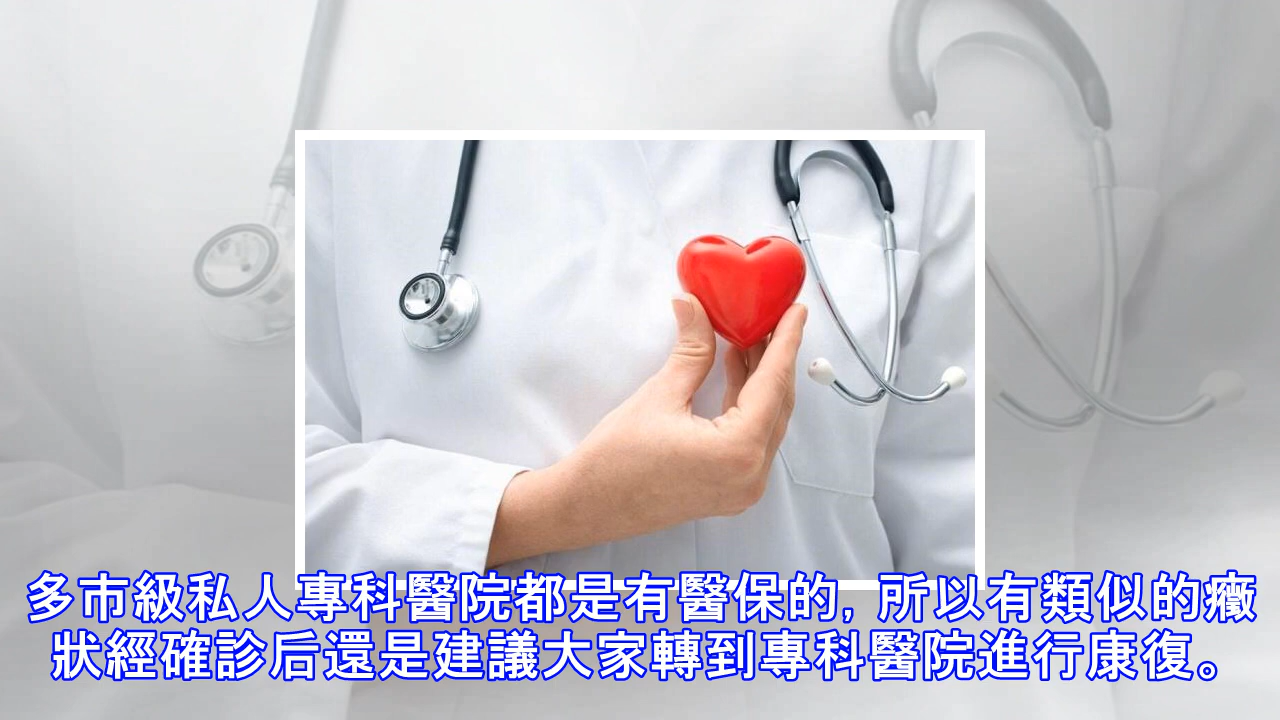 多市級私人專科醫院都是有醫保的，所以有類似的癥
狀經確診后還是建議大家轉到專科醫院進行康復。